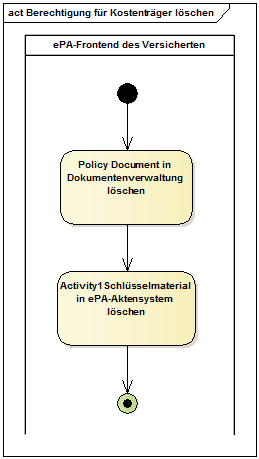 act Berechtigung für Kostenträger löschen
ePA-Frontend des Versicherten
Policy Document in
Dokumentenverwaltung
löschen
Activity1Schlüsselmaterial
in ePA-Aktensystem
löschen